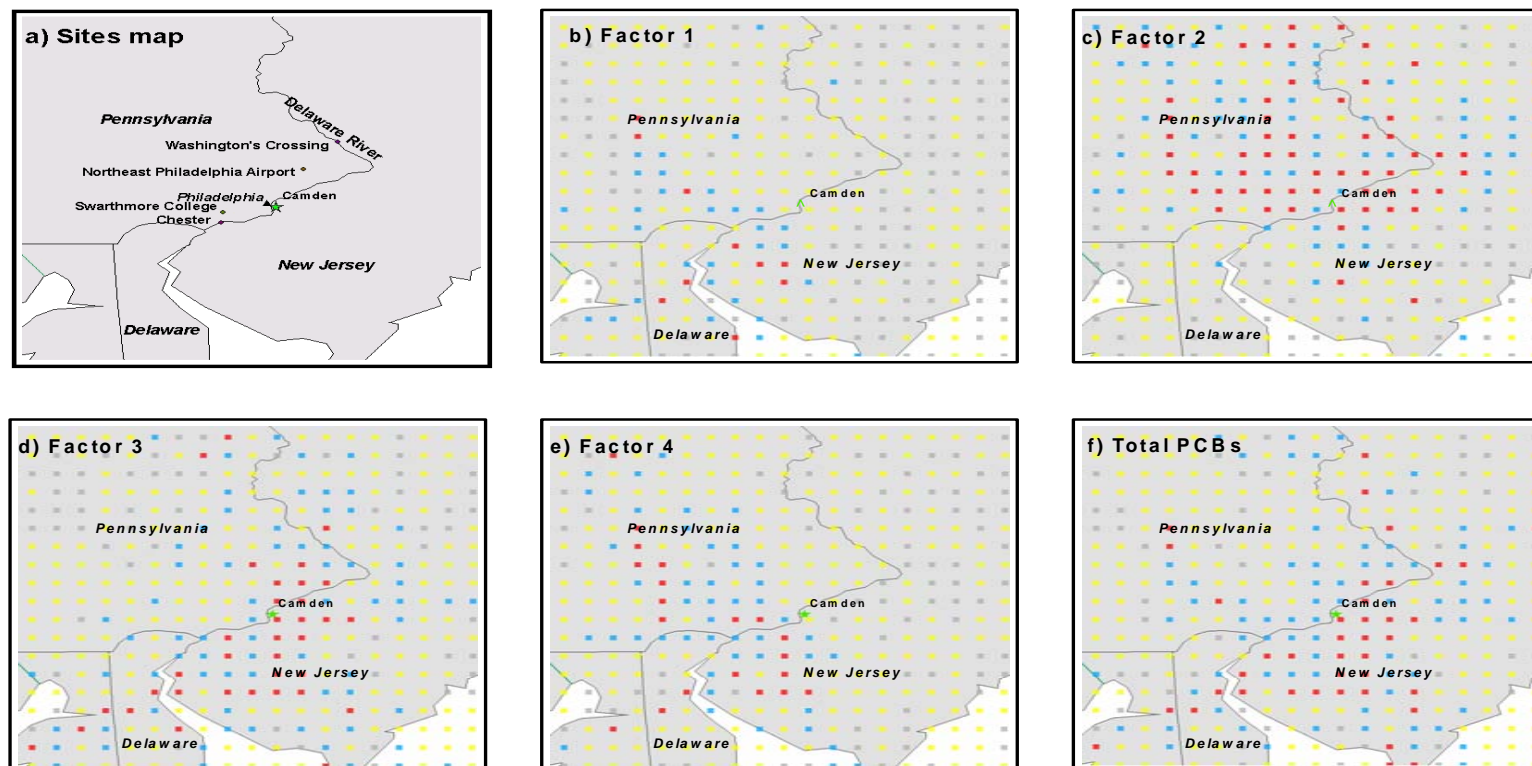 a) Sites map
Delaware River
Pennsylvania
Washington's Crossing
Northeast Philadelphia Airport
Philadelphia
Camden
Swarthmore College
Chester
New Jersey
Delaware
b) Factor 1
Pennsylvania
Camden
New Jersey
Delaware
c) Factor 2
Pennsylvania
Camden
New Jersey
Delaware
d) Factor 3
Pennsylvania
Camden
New Jersey
Delaware
e) Factor 4
Pennsylvania
Camden
New Jersey
Delaware
f) Total PCBs
Pennsylvania
Camden
New Jersey
Delaware